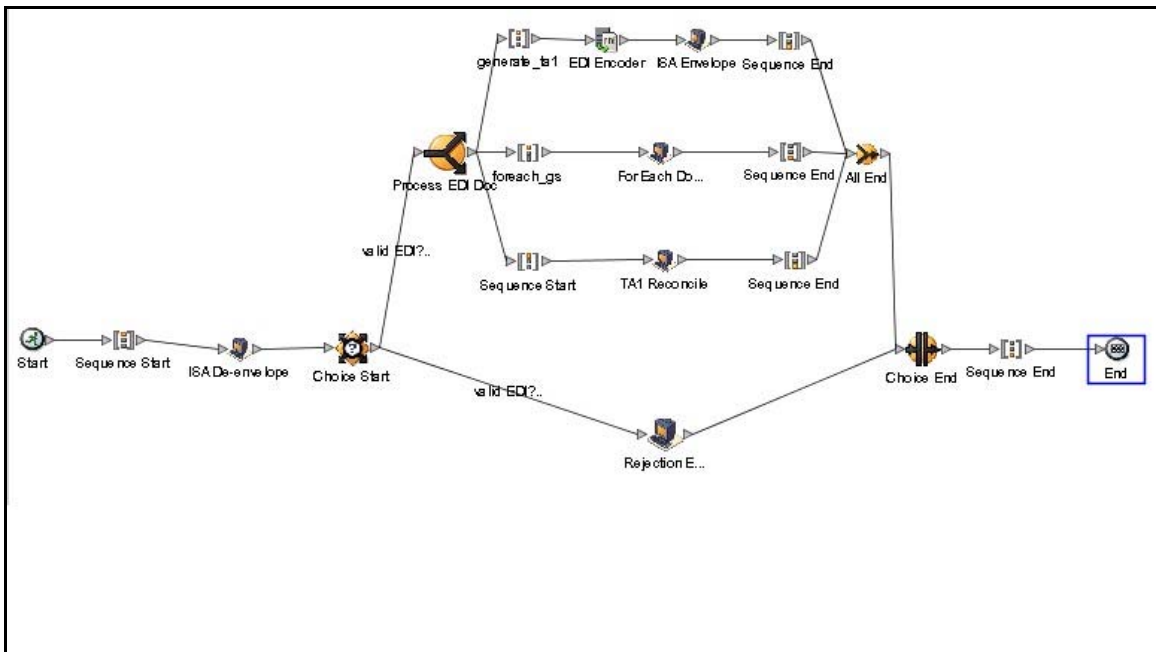 generate_ta1
EDI Encoder
ISA Envelope
Sequence End
Process EDI Doc
foreach_gs
ForEach Do...
Sequence End
All End
valid EDI?..
Sequence Start
TA1 Reconcile
Sequence End
Start
Sequence Start
ISA De-envelope
Choice Start
valid EDI?..
Choice End
Sequence End
End
Rejection E...